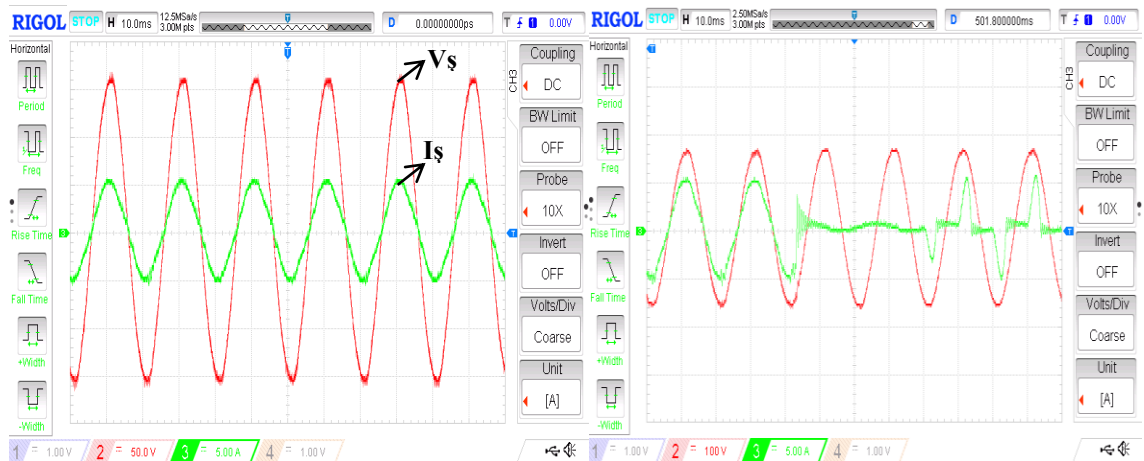 RIGOL STOP H 10.0ms 12.5MSa/s 3.00M pts D 0.00000000ps T 1 0.00V
Horizontal
Period
Freq
Rise Time
Fall Time
+Width
-Width
Vş
Iş
T
3
T
CH3
Coupling
DC
BW Limit
OFF
Probe
10X
Invert
OFF
Volts/Div
Coarse
Unit
[A]
1 = 1.00 V 2 = 50.0 V 3 = 5.00 A 4 = 1.00 V
RIGOL STOP H 10.0ms 2.50MSa/s 3.00M pts D 501.800000ms T 1 0.00V
Horizontal
Period
Freq
Rise Time
Fall Time
+Width
-Width
T
3
T
CH3
Coupling
DC
BW Limit
OFF
Probe
10X
Invert
OFF
Volts/Div
Coarse
Unit
[A]
1 = 1.00 V 2 = 100 V 3 = 5.00 A 4 = 1.00 V